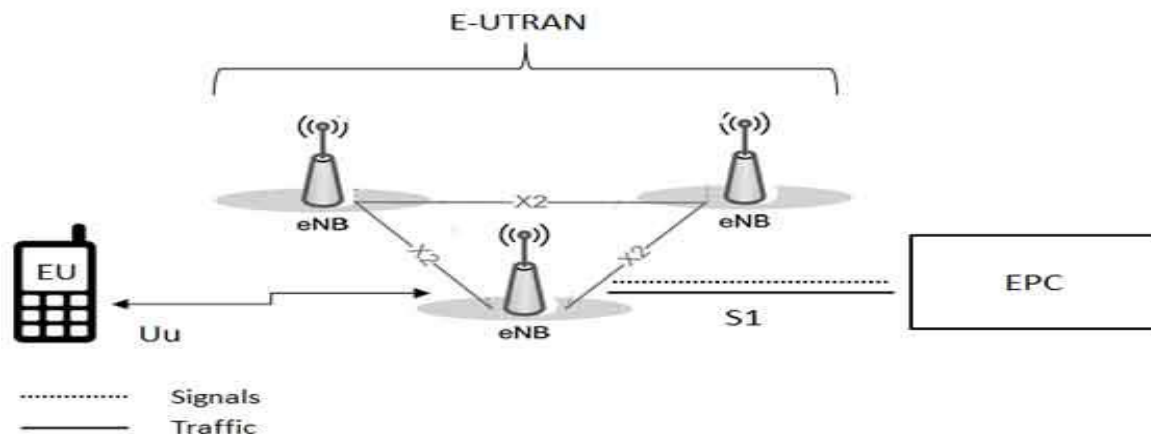 E-UTRAN
X2
eNB
eNB
X2
X2
EU
EPC
S1
Uu
eNB
Signals
Traffic